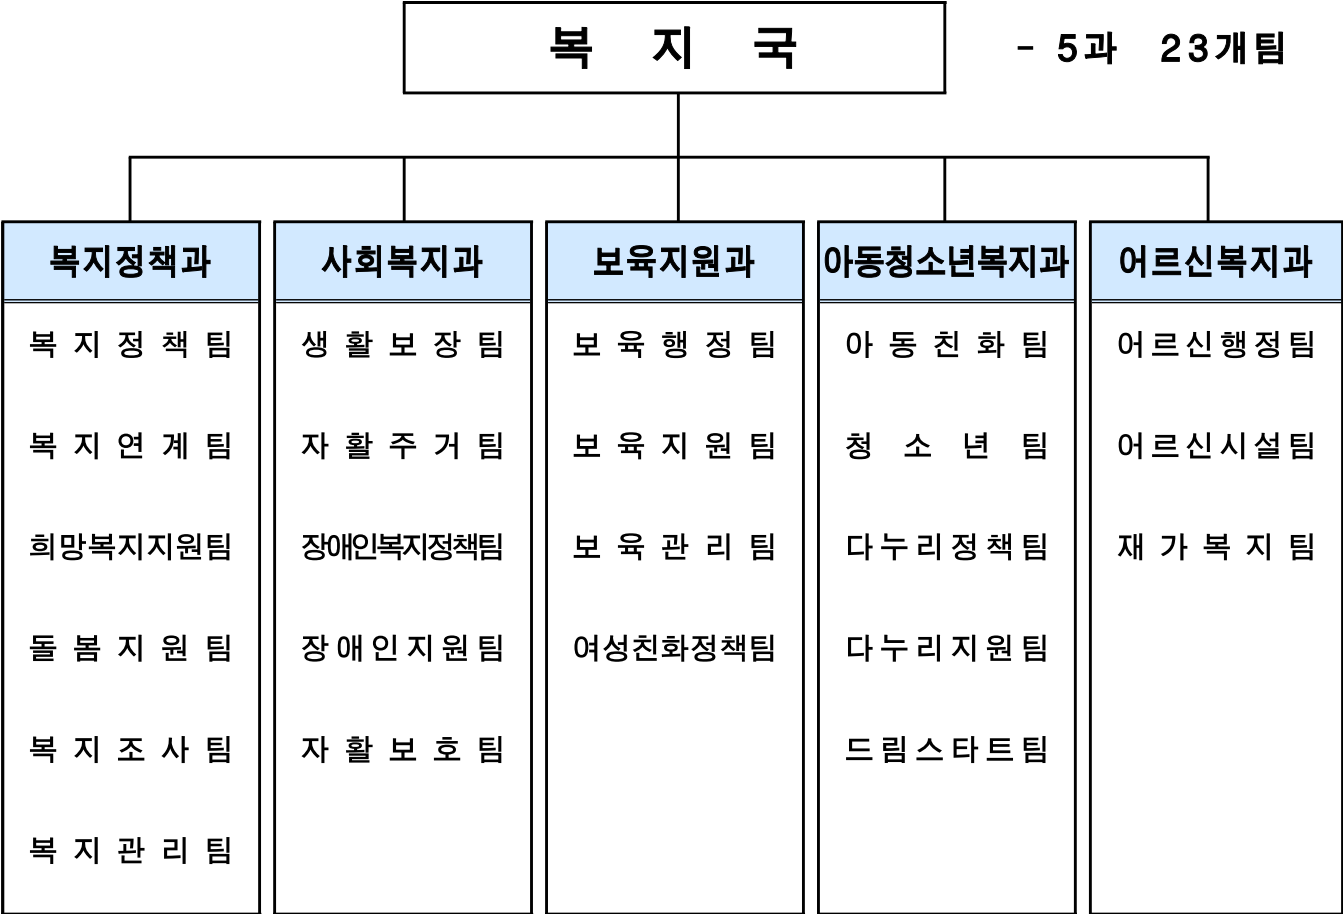 복 지 국
- 5과 23개팀
복지정책과
복지정책팀
복지연계팀
희망복지지원팀
돌봄지원팀
복지조사팀
복지관리팀
사회복지과
생활보장팀
자활주거팀
장애인복지정책팀
장애인지원팀
자활보호팀
보육지원과
보육행정팀
보육지원팀
보육관리팀
여성친화정책팀
아동청소년복지과
아동친화팀
청소년팀
다누리정책팀
다누리지원팀
드림스타트팀
어르신복지과
어르신행정팀
어르신시설팀
재가복지팀